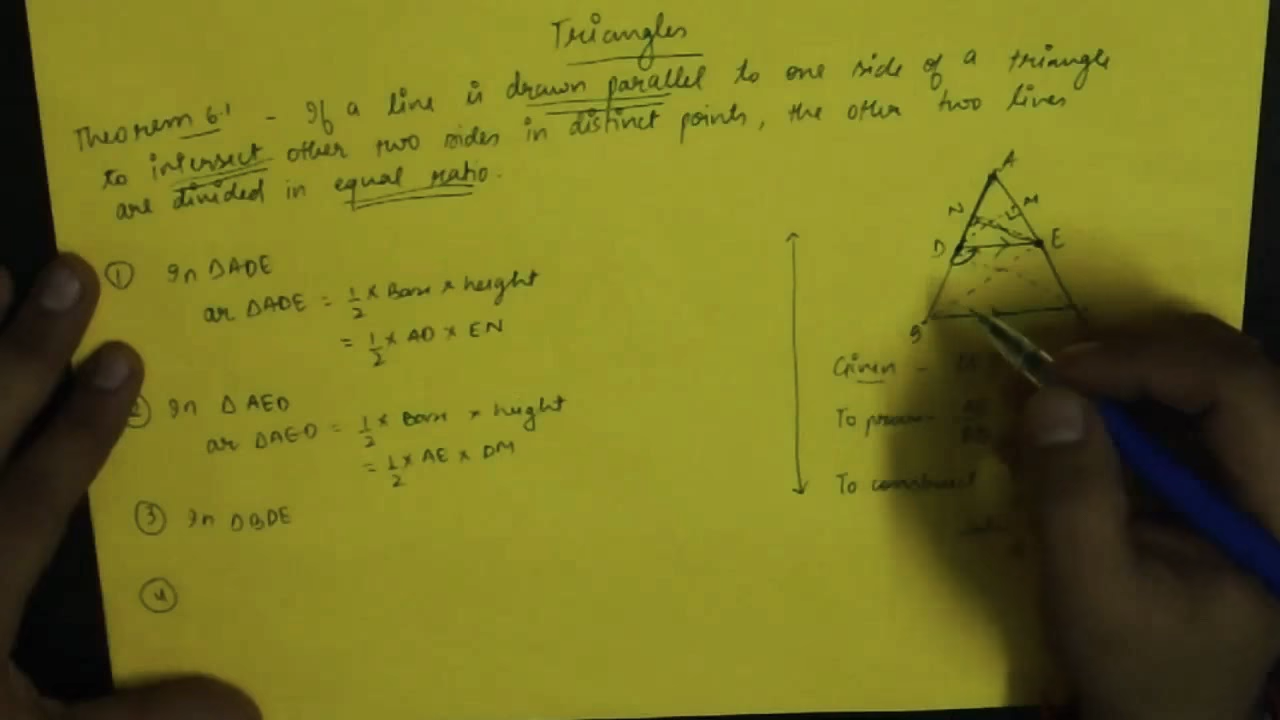 Triangles
Theorem 6.1 - If a line is drawn parallel to one side of a triangle
to intersect other two sides in distinct points, the other two lines
are divided in equal ratio.
① In ΔADE
ar ΔADE = 1/2 × Base × height
= 1/2 × AD × EN
② In ΔAED
ar ΔAED = 1/2 × Base × height
= 1/2 × AE × DM
③ In ΔBDE
④
A
N
M
D
E
B
Given -
To prove -
To construct